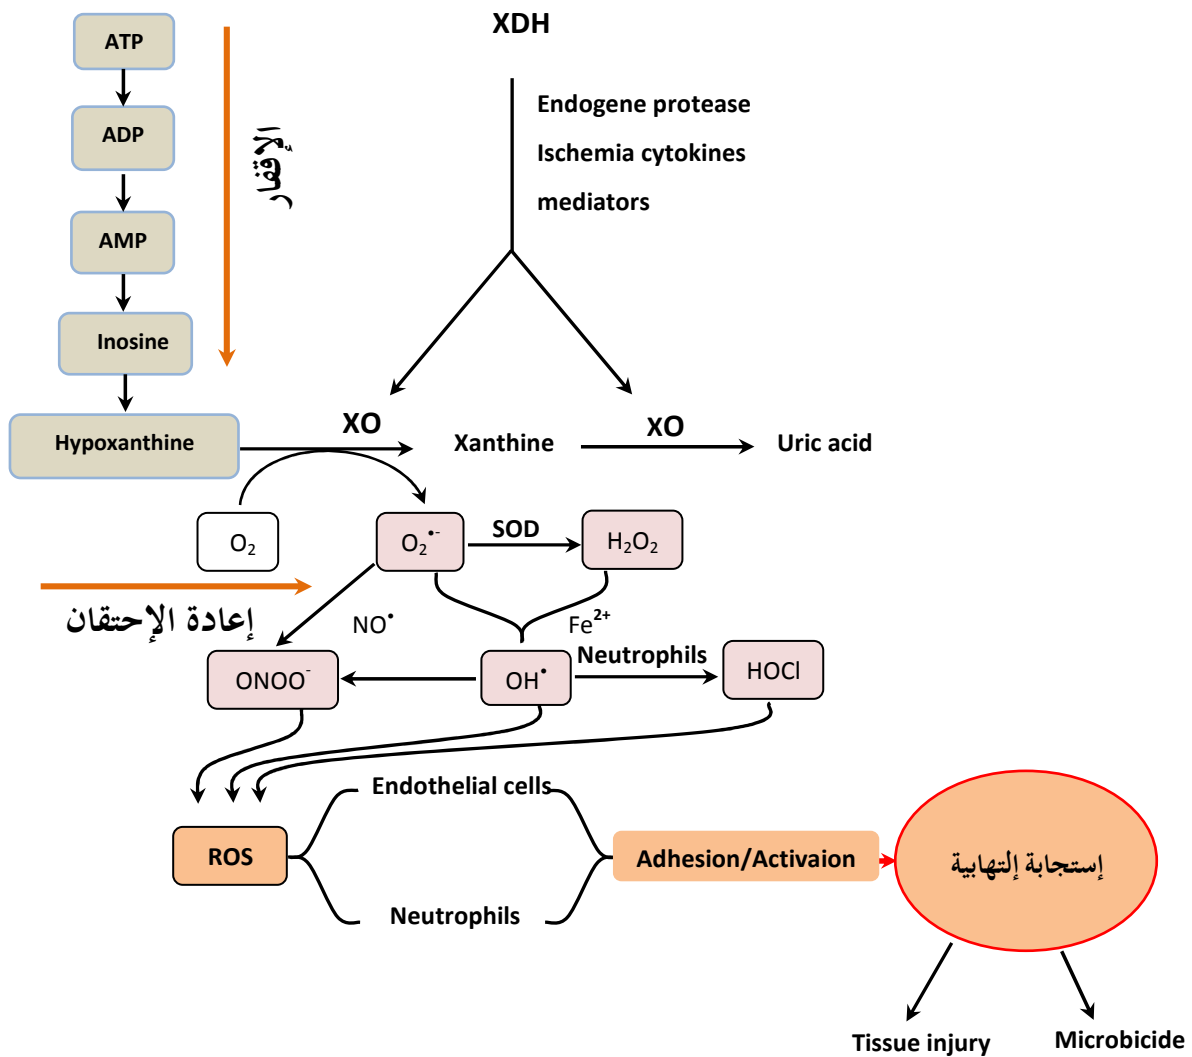 XDH
ATP
ADP
AMP
Inosine
Hypoxanthine
Endogene protease
Ischemia cytokines
mediators
XO
Xanthine
XO
Uric acid
O₂
O₂•-
SOD
H₂O₂
إعادة الإحتقان
NO•
Fe²⁺
ONOO⁻
OH•
Neutrophils
HOCl
ROS
Endothelial cells
Neutrophils
Adhesion/Activaion
إستجابة إلتهابية
Tissue injury
Microbicide